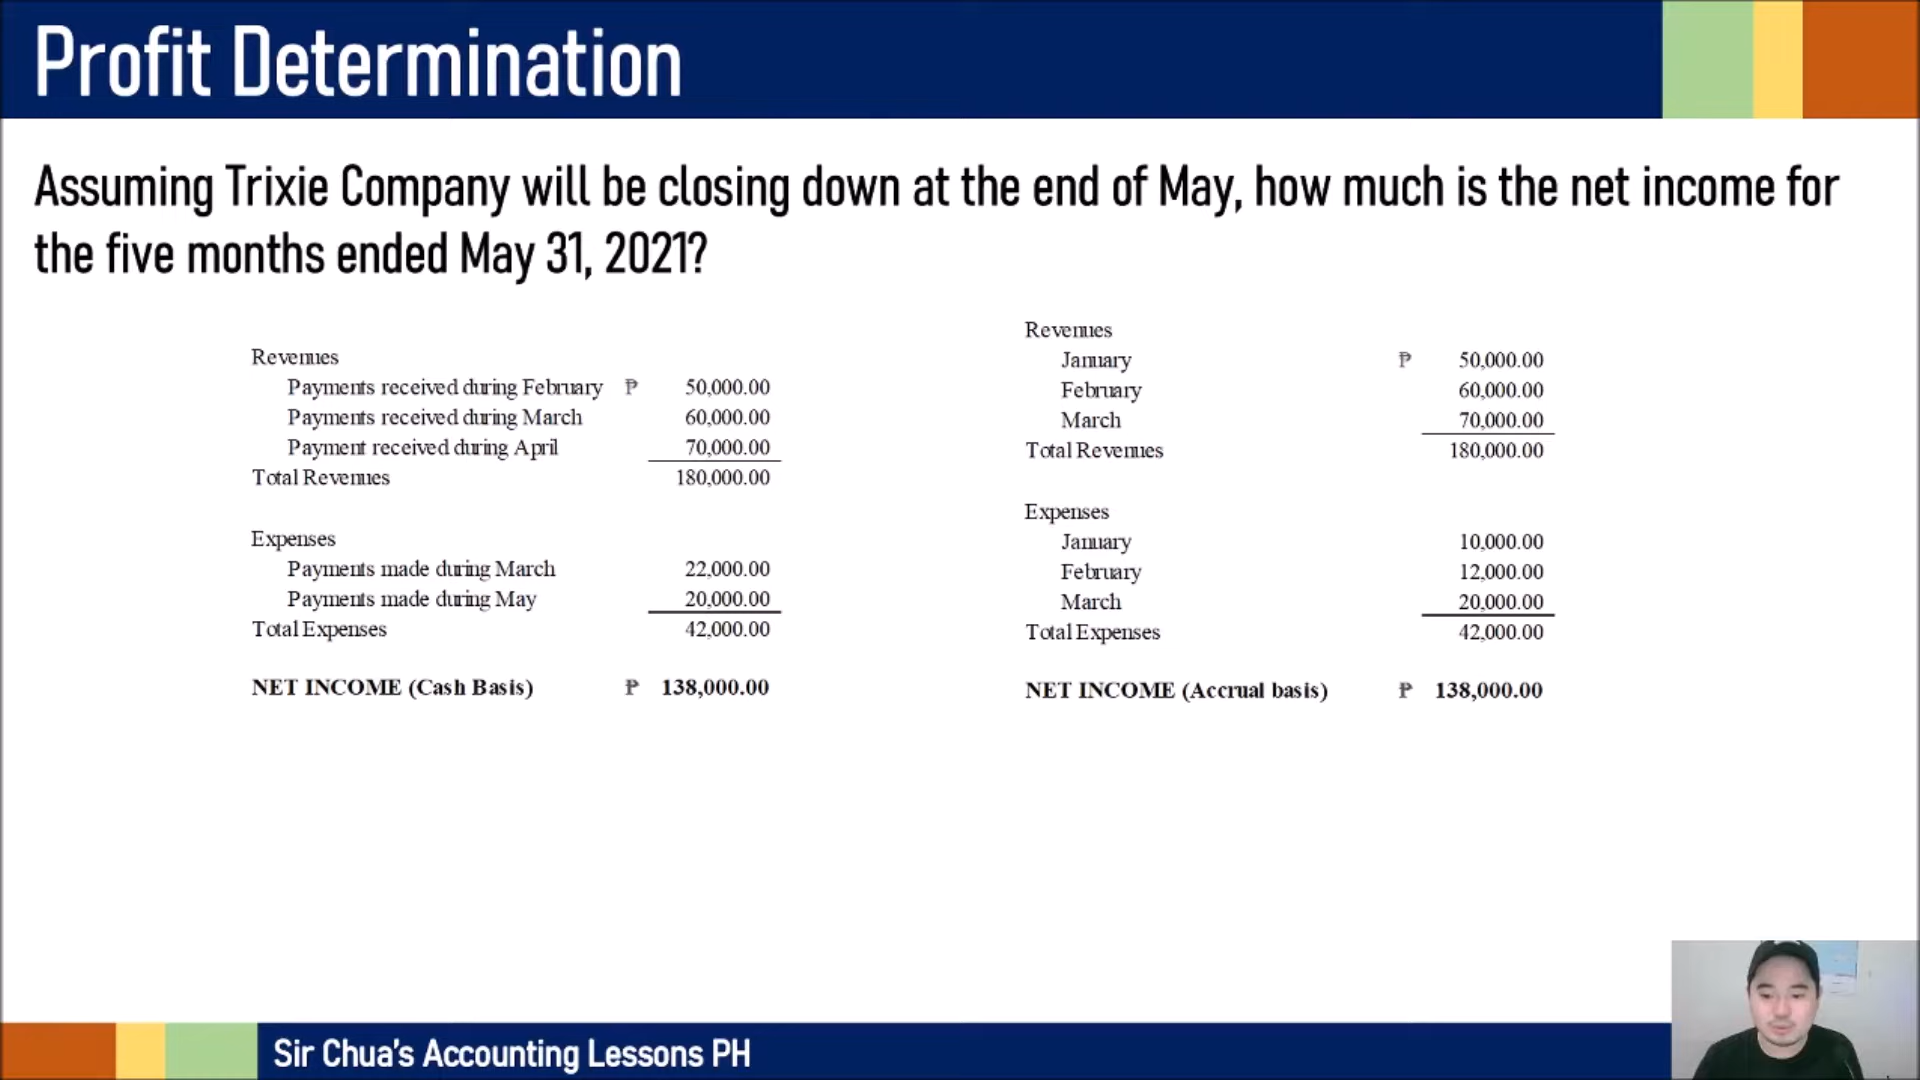 Profit Determination
Assuming Trixie Company will be closing down at the end of May, how much is the net income for
the five months ended May 31, 2021?
Revenues
Payments received during February ₱ 50,000.00
Payments received during March 60,000.00
Payment received during April 70,000.00
Total Revenues 180,000.00
Expenses
Payments made during March 22,000.00
Payments made during May 20,000.00
Total Expenses 42,000.00
NET INCOME (Cash Basis) ₱ 138,000.00
Revenues
January ₱ 50,000.00
February 60,000.00
March 70,000.00
Total Revenues 180,000.00
Expenses
January 10,000.00
February 12,000.00
March 20,000.00
Total Expenses 42,000.00
NET INCOME (Accrual basis) ₱ 138,000.00
Sir Chua's Accounting Lessons PH